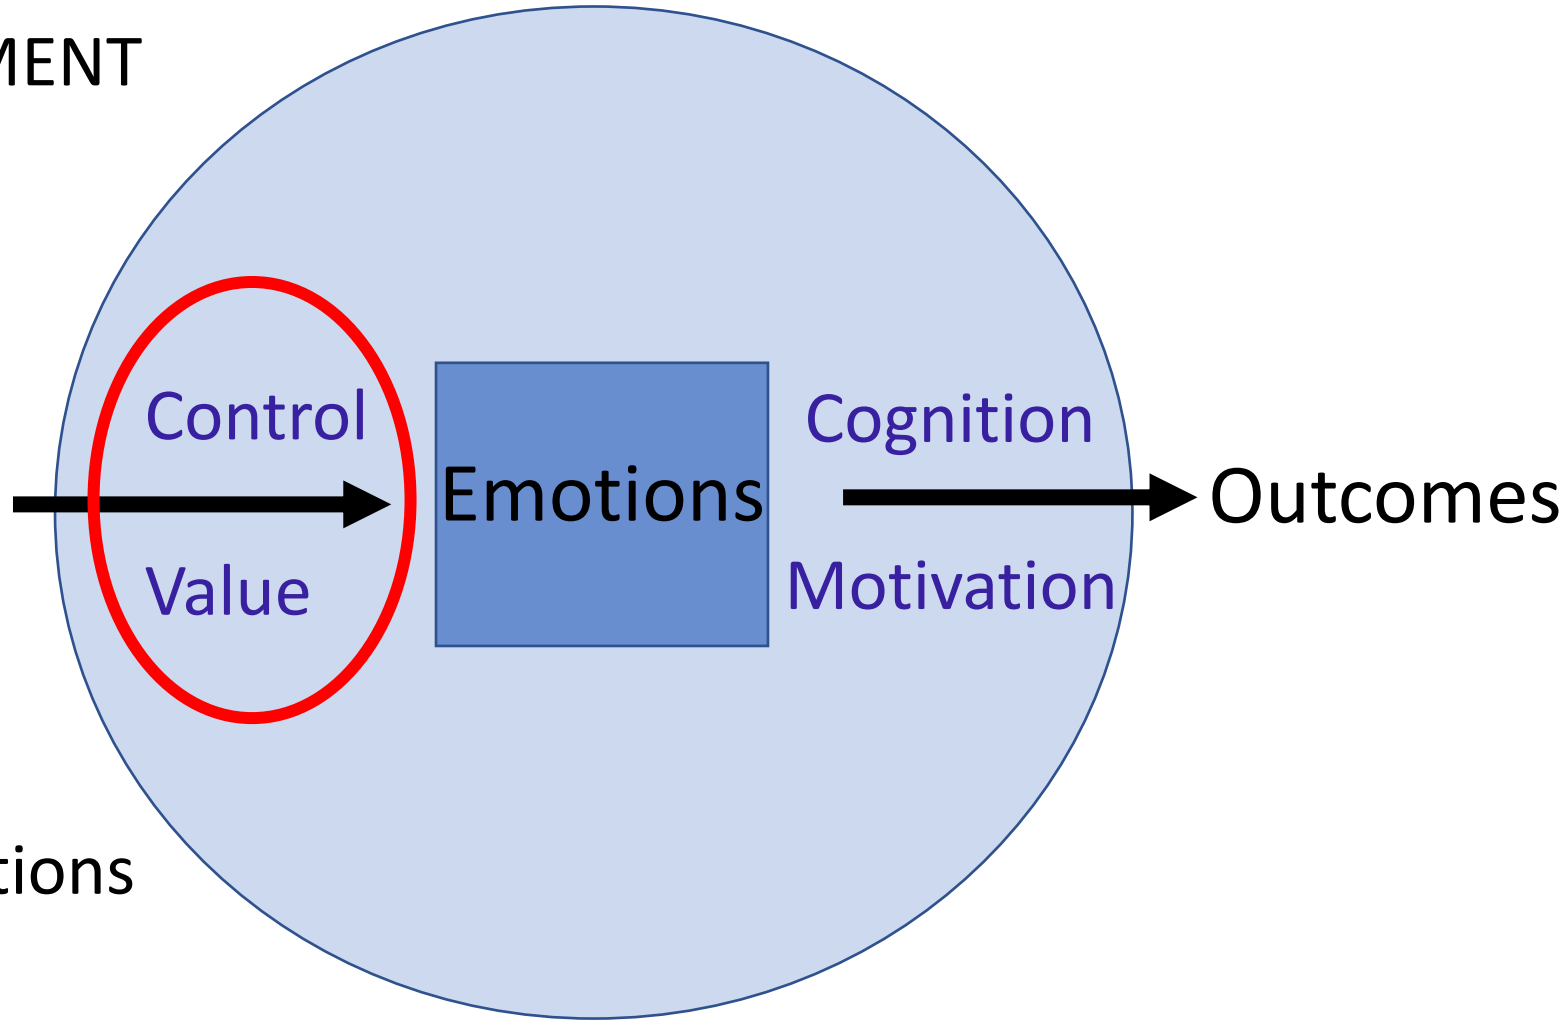 MENT
Control
Cognition
Emotions
Outcomes
Value
Motivation
tions